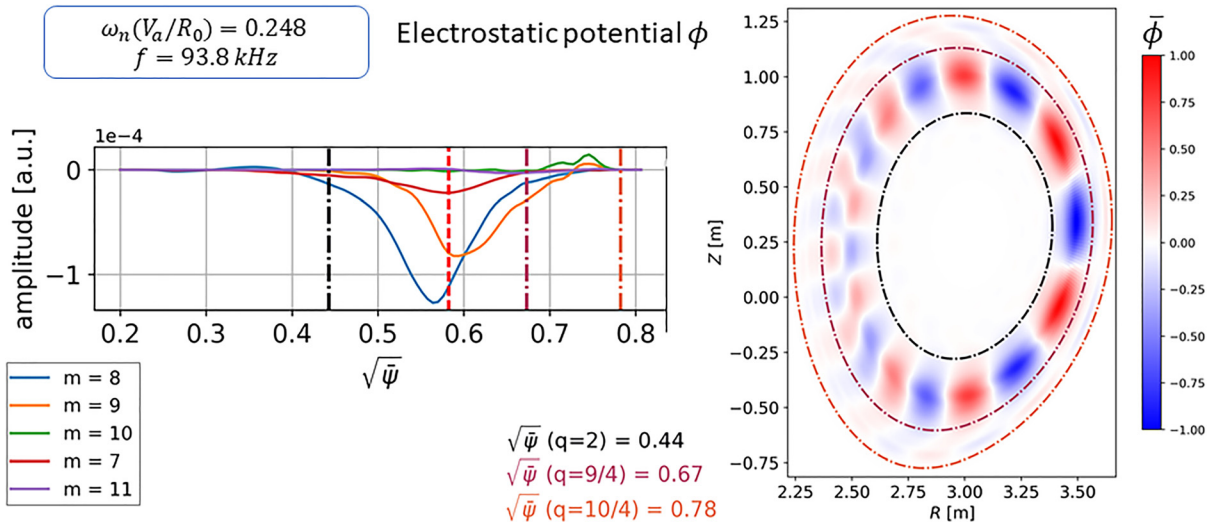 ωₙ(Vₐ/R₀) = 0.248
f = 93.8 kHz
Electrostatic potential ϕ
1e−4
0
−1
amplitude [a.u.]
0.2 0.3 0.4 0.5 0.6 0.7 0.8
√ψ̄
m = 8
m = 9
m = 10
m = 7
m = 11
√ψ̄ (q=2) = 0.44
√ψ̄ (q=9/4) = 0.67
√ψ̄ (q=10/4) = 0.78
1.25
1.00
0.75
0.50
0.25
0.00
−0.25
−0.50
−0.75
Z [m]
2.25 2.50 2.75 3.00 3.25 3.50
R [m]
ϕ̄
1.00
0.75
0.50
0.25
0.00
−0.25
−0.50
−0.75
−1.00